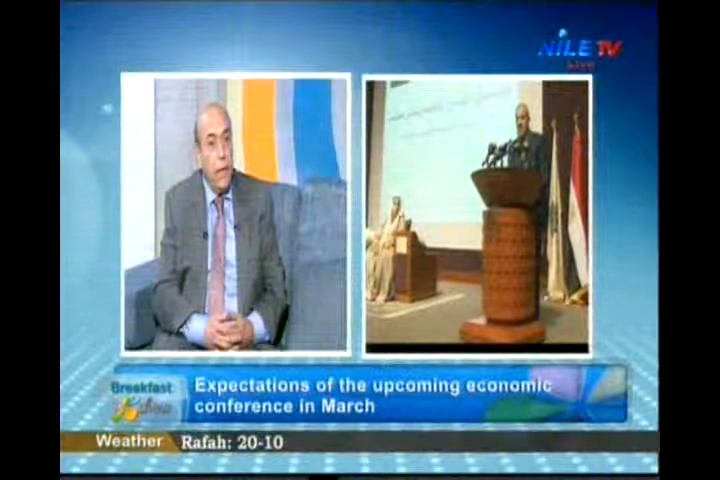 NiLE TV
Live
Breakfast
Show
Expectations of the upcoming economic
conference in March
Weather
Rafah: 20-10